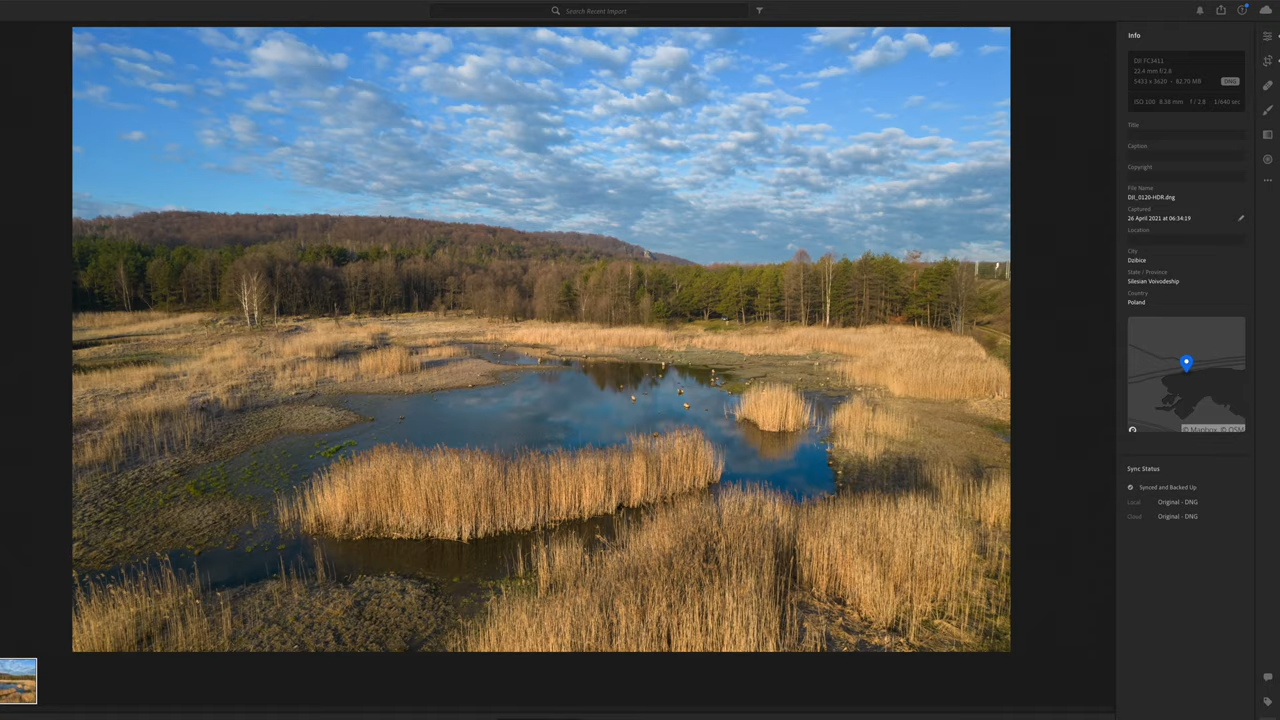 Search Recent Import
Info
DJI FC3411
22.4 mm f/2.8
5433 x 3620 • 82.70 MB
DNG
ISO 100 8.38 mm f / 2.8 1/640 sec
Title
Caption
Copyright
File Name
DJI_0120-HDR.dng
Captured
26 April 2021 at 06:54:19
Location
City
Dzibice
State / Province
Silesian Voivodeship
Country
Poland
© Mapbox, © OSM
Sync Status
Synced and Backed Up
Local Original - DNG
Cloud Original - DNG